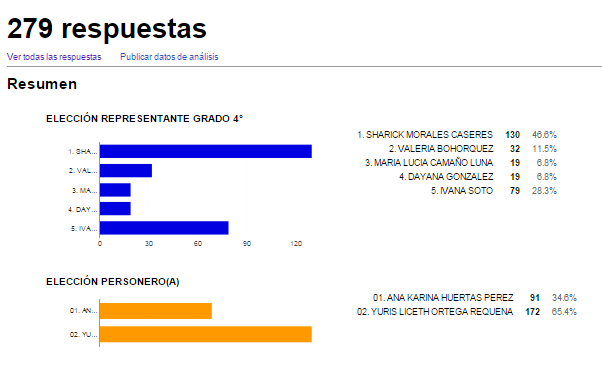 279 respuestas
Ver todas las respuestas Publicar datos de análisis
Resumen
ELECCIÓN REPRESENTANTE GRADO 4°
1. SHA...
2. VAL...
3. MA...
4. DAY...
5. IVA...
0 30 60 90 120
1. SHARICK MORALES CASERES 130 46.6%
2. VALERIA BOHORQUEZ 32 11.5%
3. MARIA LUCIA CAMAÑO LUNA 19 6.8%
4. DAYANA GONZALEZ 19 6.8%
5. IVANA SOTO 79 28.3%
ELECCIÓN PERSONERO(A)
01. AN...
02. YU...
01. ANA KARINA HUERTAS PEREZ 91 34.6%
02. YURIS LICETH ORTEGA REQUENA 172 65.4%